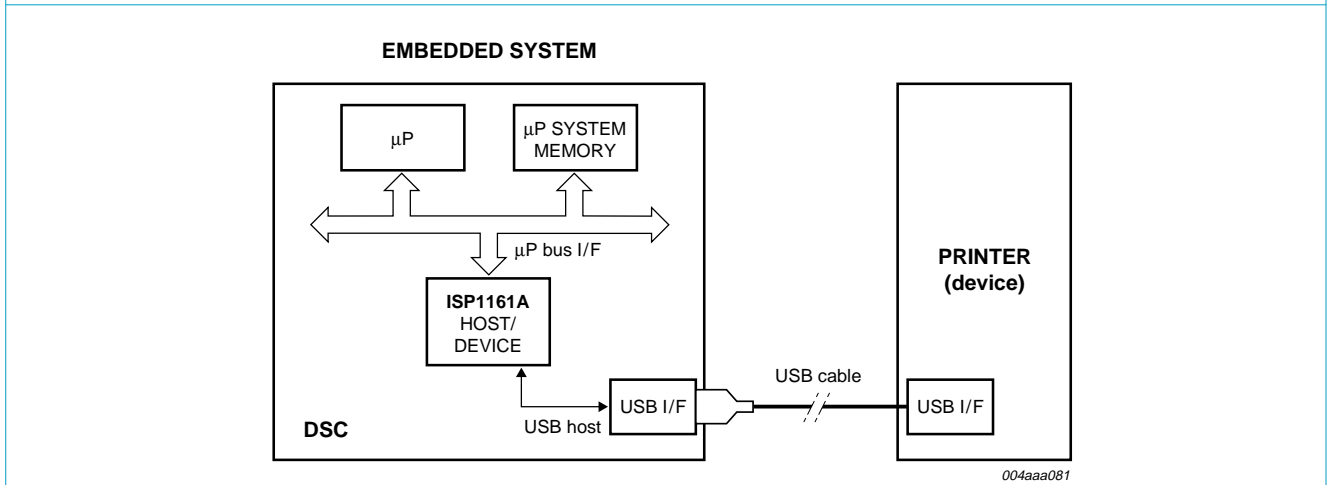 EMBEDDED SYSTEM
μP
μP SYSTEM
MEMORY
μP bus I/F
ISP1161A
HOST/
DEVICE
PRINTER
(device)
USB cable
USB I/F
USB I/F
USB host
DSC
004aaa081